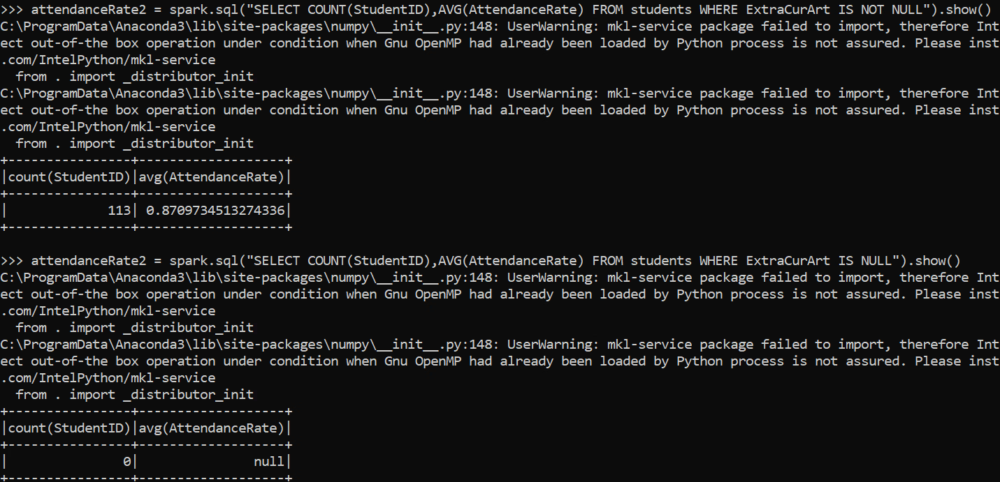 >>> attendanceRate2 = spark.sql("SELECT COUNT(StudentID),AVG(AttendanceRate) FROM students WHERE ExtraCurArt IS NOT NULL").show()
C:\ProgramData\Anaconda3\lib\site-packages\numpy\__init__.py:148: UserWarning: mkl-service package failed to import, therefore Int
ect out-of-the box operation under condition when Gnu OpenMP had already been loaded by Python process is not assured. Please inst
.com/IntelPython/mkl-service
  from . import _distributor_init
C:\ProgramData\Anaconda3\lib\site-packages\numpy\__init__.py:148: UserWarning: mkl-service package failed to import, therefore Int
ect out-of-the box operation under condition when Gnu OpenMP had already been loaded by Python process is not assured. Please inst
.com/IntelPython/mkl-service
  from . import _distributor_init
+----------------+-------------------+
|count(StudentID)|avg(AttendanceRate)|
+----------------+-------------------+
|             113| 0.8709734513274336|
+----------------+-------------------+
>>> attendanceRate2 = spark.sql("SELECT COUNT(StudentID),AVG(AttendanceRate) FROM students WHERE ExtraCurArt IS NULL").show()
C:\ProgramData\Anaconda3\lib\site-packages\numpy\__init__.py:148: UserWarning: mkl-service package failed to import, therefore Int
ect out-of-the box operation under condition when Gnu OpenMP had already been loaded by Python process is not assured. Please inst
.com/IntelPython/mkl-service
  from . import _distributor_init
C:\ProgramData\Anaconda3\lib\site-packages\numpy\__init__.py:148: UserWarning: mkl-service package failed to import, therefore Int
ect out-of-the box operation under condition when Gnu OpenMP had already been loaded by Python process is not assured. Please inst
.com/IntelPython/mkl-service
  from . import _distributor_init
+----------------+-------------------+
|count(StudentID)|avg(AttendanceRate)|
+----------------+-------------------+
|               0|               null|
+----------------+-------------------+